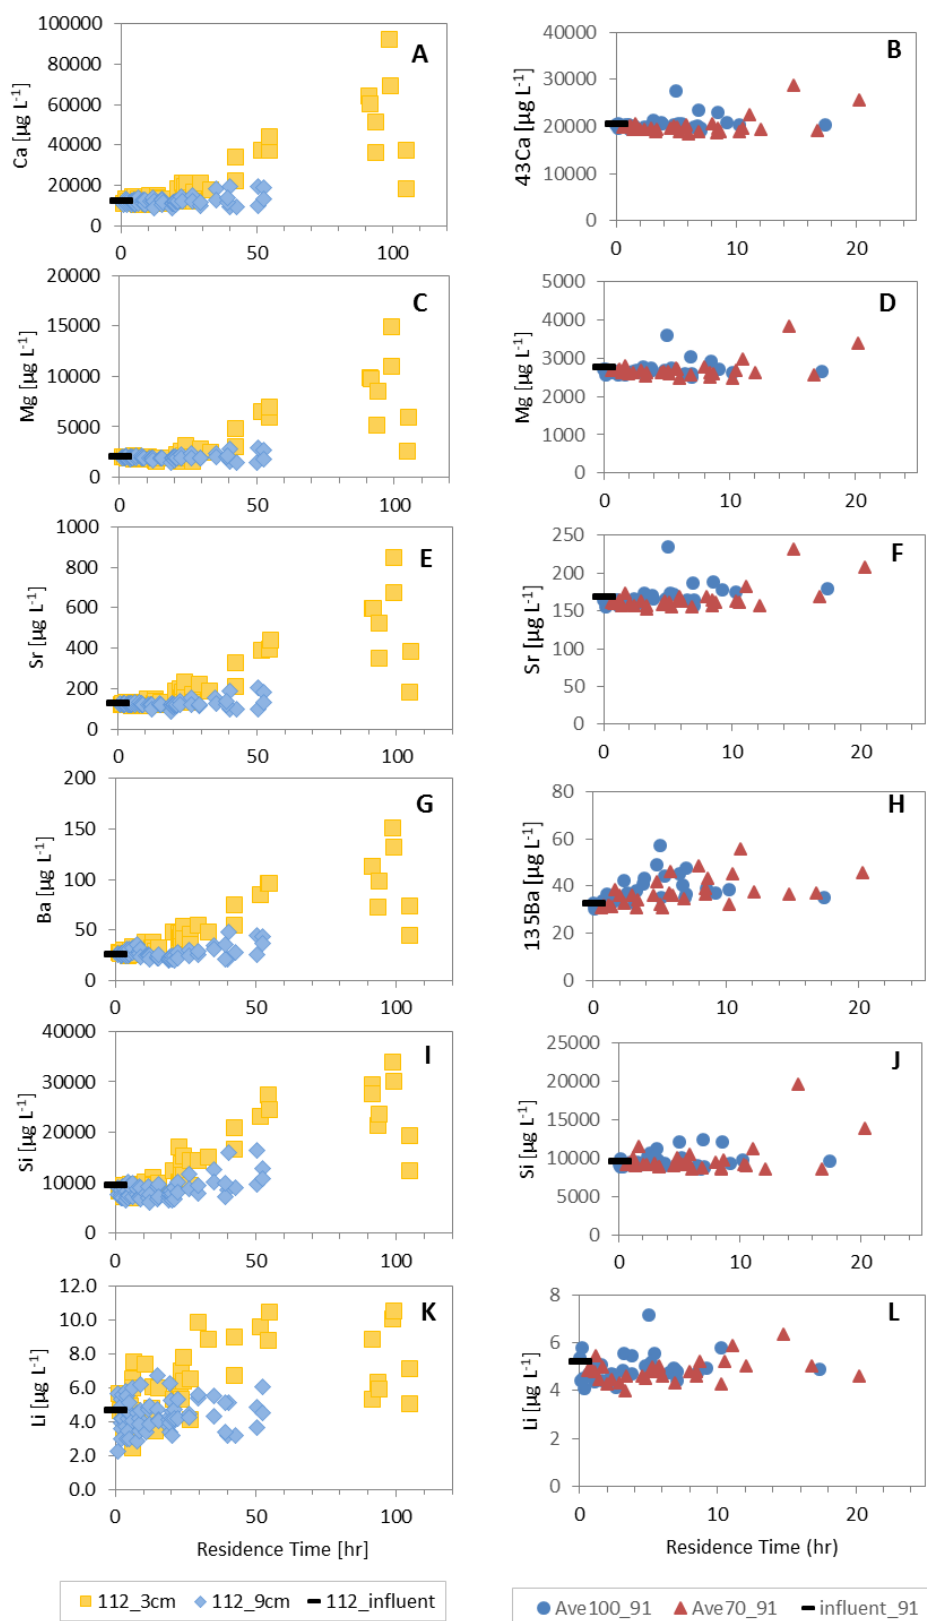 100000
80000
60000
40000
20000
0
Ca [µg L-1]
A
0 50 100
40000
30000
20000
10000
0
43Ca [µg L-1]
B
0 10 20
20000
15000
10000
5000
0
Mg [µg L-1]
C
0 50 100
5000
4000
3000
2000
1000
0
Mg [µg L-1]
D
0 10 20
1000
800
600
400
200
0
Sr [µg L-1]
E
0 50 100
250
200
150
100
50
0
Sr [µg L-1]
F
0 10 20
200
150
100
50
0
Ba [µg L-1]
G
0 50 100
80
60
40
20
0
135Ba [µg L-1]
H
0 10 20
40000
30000
20000
10000
0
Si [µg L-1]
I
0 50 100
25000
20000
15000
10000
5000
0
Si [µg L-1]
J
0 10 20
12.0
10.0
8.0
6.0
4.0
2.0
0.0
Li [µg L-1]
K
0 50 100
Residence Time [hr]
8
6
4
2
0
Li [µg L-1]
L
0 10 20
Residence Time (hr)
112_3cm 112_9cm 112_influent
Ave100_91 Ave70_91 influent_91